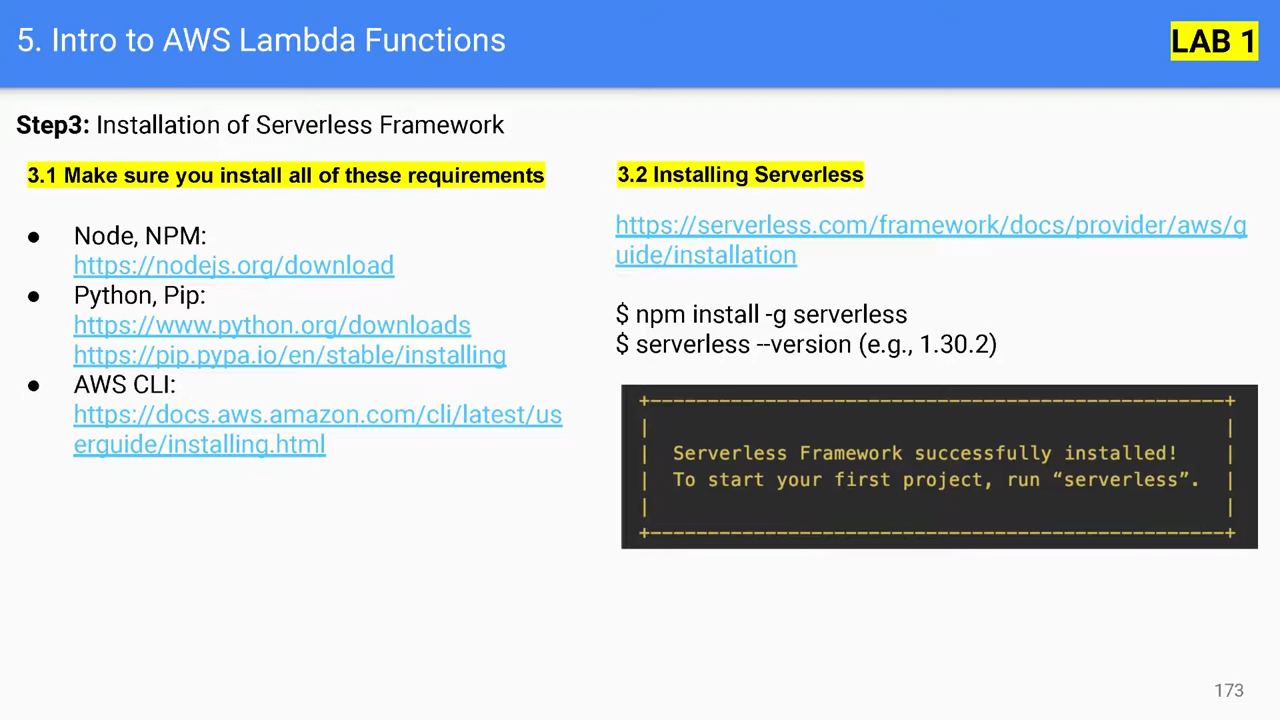 5. Intro to AWS Lambda Functions
LAB 1
Step3: Installation of Serverless Framework
3.1 Make sure you install all of these requirements
● Node, NPM:
https://nodejs.org/download
● Python, Pip:
https://www.python.org/downloads
https://pip.pypa.io/en/stable/installing
● AWS CLI:
https://docs.aws.amazon.com/cli/latest/us
erguide/installing.html
3.2 Installing Serverless
https://serverless.com/framework/docs/provider/aws/g
uide/installation
$ npm install -g serverless
$ serverless --version (e.g., 1.30.2)
Serverless Framework successfully installed!
To start your first project, run “serverless”.
173